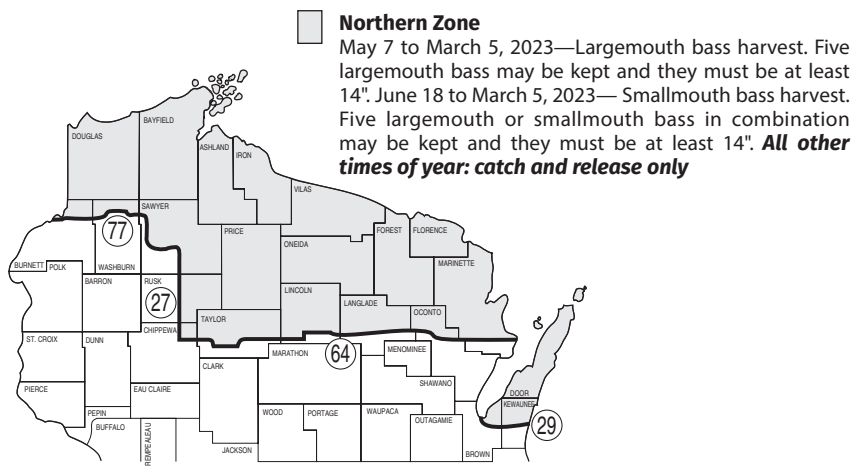 Northern Zone
May 7 to March 5, 2023—Largemouth bass harvest. Five
largemouth bass may be kept and they must be at least
14". June 18 to March 5, 2023— Smallmouth bass harvest.
Five largemouth or smallmouth bass in combination
may be kept and they must be at least 14". All other
times of year: catch and release only
BAYFIELD
DOUGLAS
ASHLAND
IRON
VILAS
SAWYER
77
PRICE
FOREST
FLORENCE
ONEIDA
BURNETT
POLK
WASHBURN
MARINETTE
BARRON
RUSK
27
LINCOLN
LANGLADE
TAYLOR
OCONTO
CHIPPEWA
ST. CROIX
DUNN
MARATHON
64
MENOMINEE
CLARK
SHAWANO
PIERCE
EAU CLAIRE
DOOR
KEWAUNEE
PEPIN
WOOD
PORTAGE
WAUPACA
OUTAGAMIE
29
BUFFALO
REMPEALEAU
JACKSON
BROWN